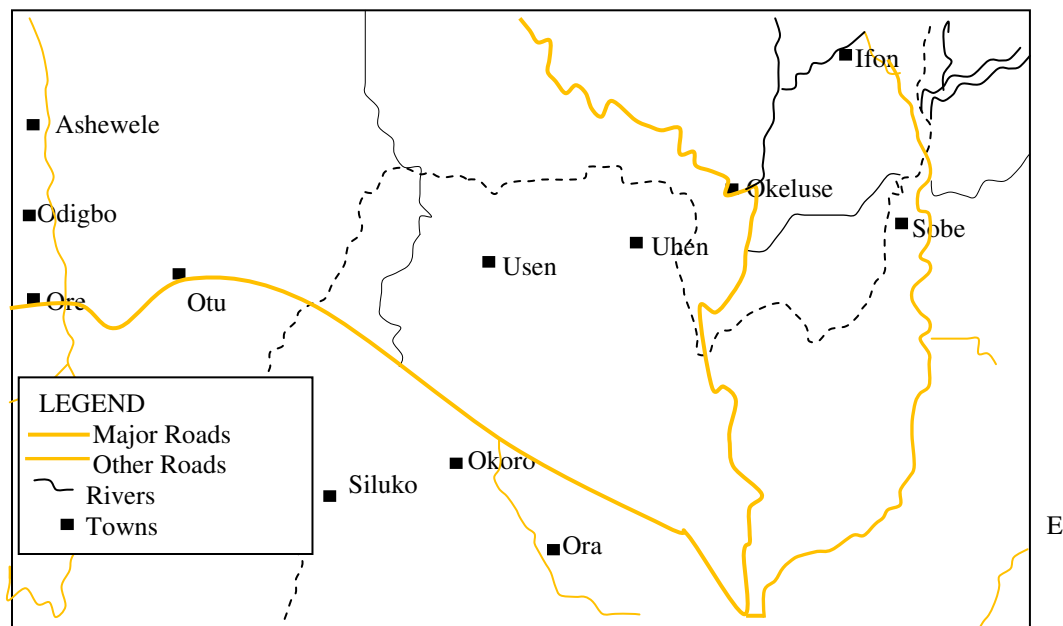 Ifon
Ashewele
Okeluse
Odigbo
Sobe
Uhen
Usen
Ore
Otu
LEGEND
Major Roads
Other Roads
Rivers
Towns
Okoro
Siluko
Ora
E